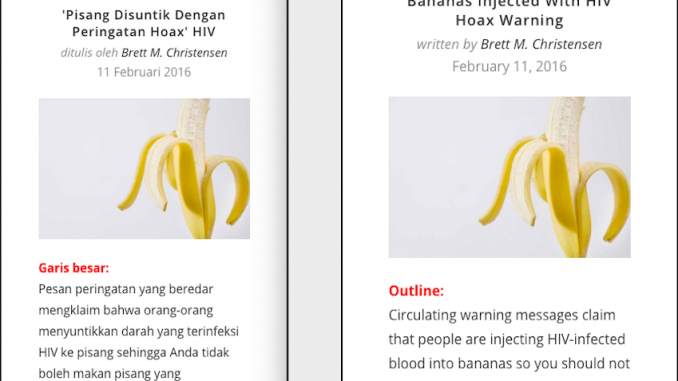 'Pisang Disuntik Dengan
Peringatan Hoax' HIV
ditulis oleh Brett M. Christensen
11 Februari 2016
Garis besar:
Pesan peringatan yang beredar
mengklaim bahwa orang-orang
menyuntikkan darah yang terinfeksi
HIV ke pisang sehingga Anda tidak
boleh makan pisang yang
Bananas Injected With HIV
Hoax Warning
written by Brett M. Christensen
February 11, 2016
Outline:
Circulating warning messages claim
that people are injecting HIV-infected
blood into bananas so you should not